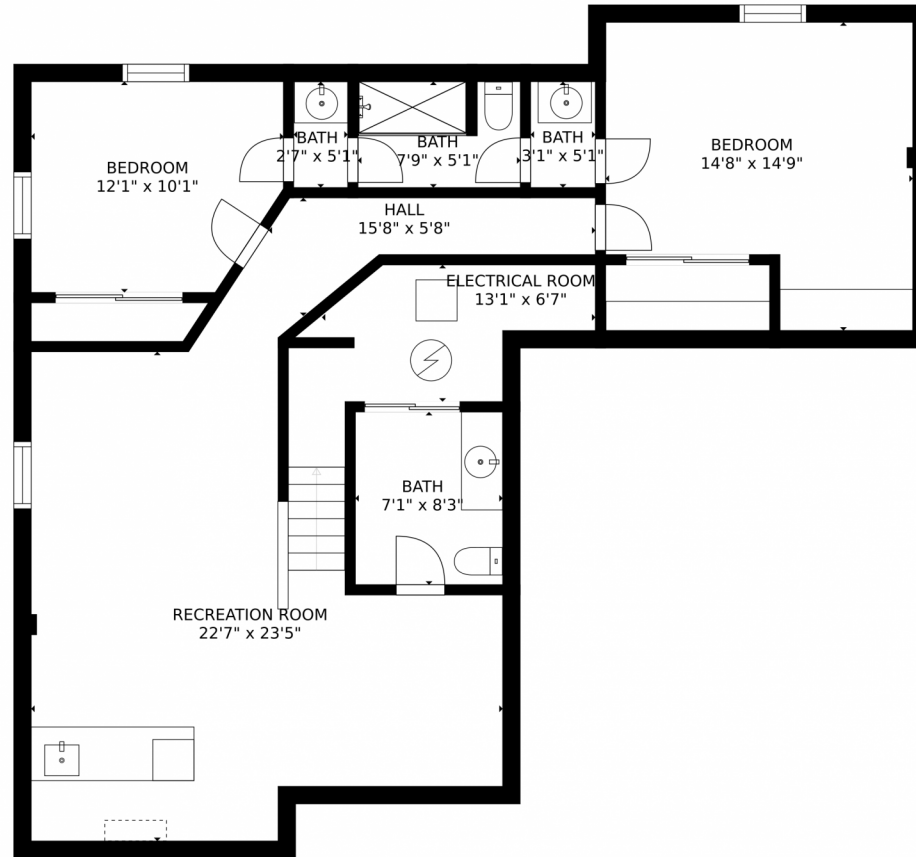 BEDROOM
12'1" x 10'1"
BATH
2'7" x 5'1"
BATH
7'9" x 5'1"
BATH
3'1" x 5'1"
BEDROOM
14'8" x 14'9"
HALL
15'8" x 5'8"
ELECTRICAL ROOM
13'1" x 6'7"
BATH
7'1" x 8'3"
RECREATION ROOM
22'7" x 23'5"